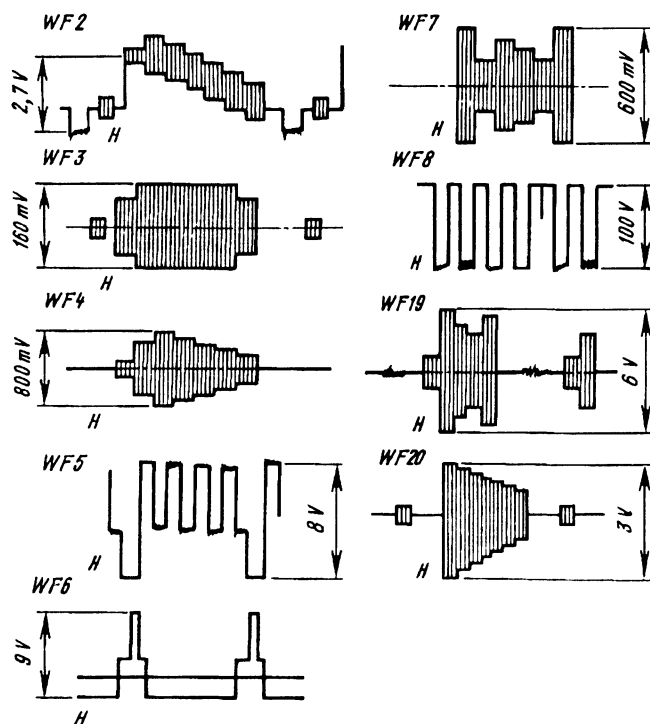 WF2
2,7 V
H
WF3
160 mV
H
WF4
800 mV
H
WF5
8 V
H
WF6
9 V
H
WF7
600 mV
H
WF8
100 V
H
WF19
6 V
H
WF20
3 V
H